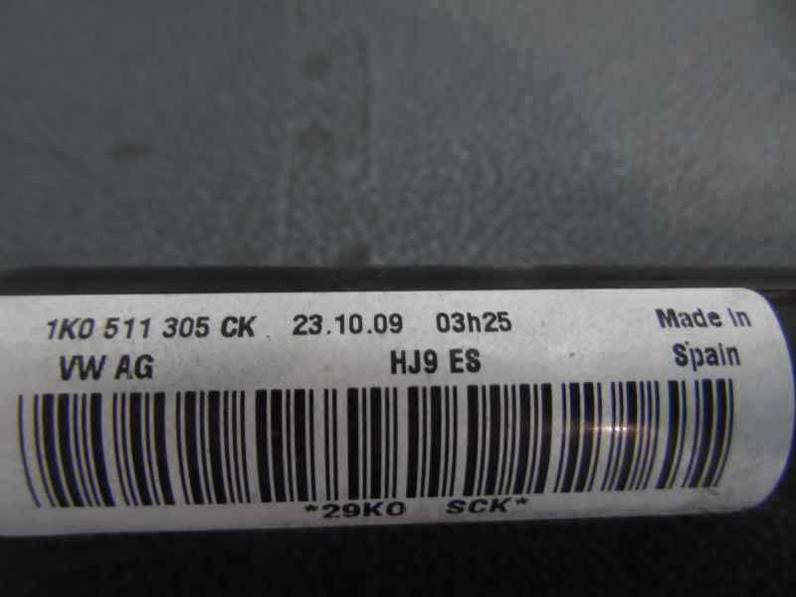 1K0 511 305 CK 23.10.09 03h25 Made In
VW AG HJ9 ES Spain
*29K0 SCK*